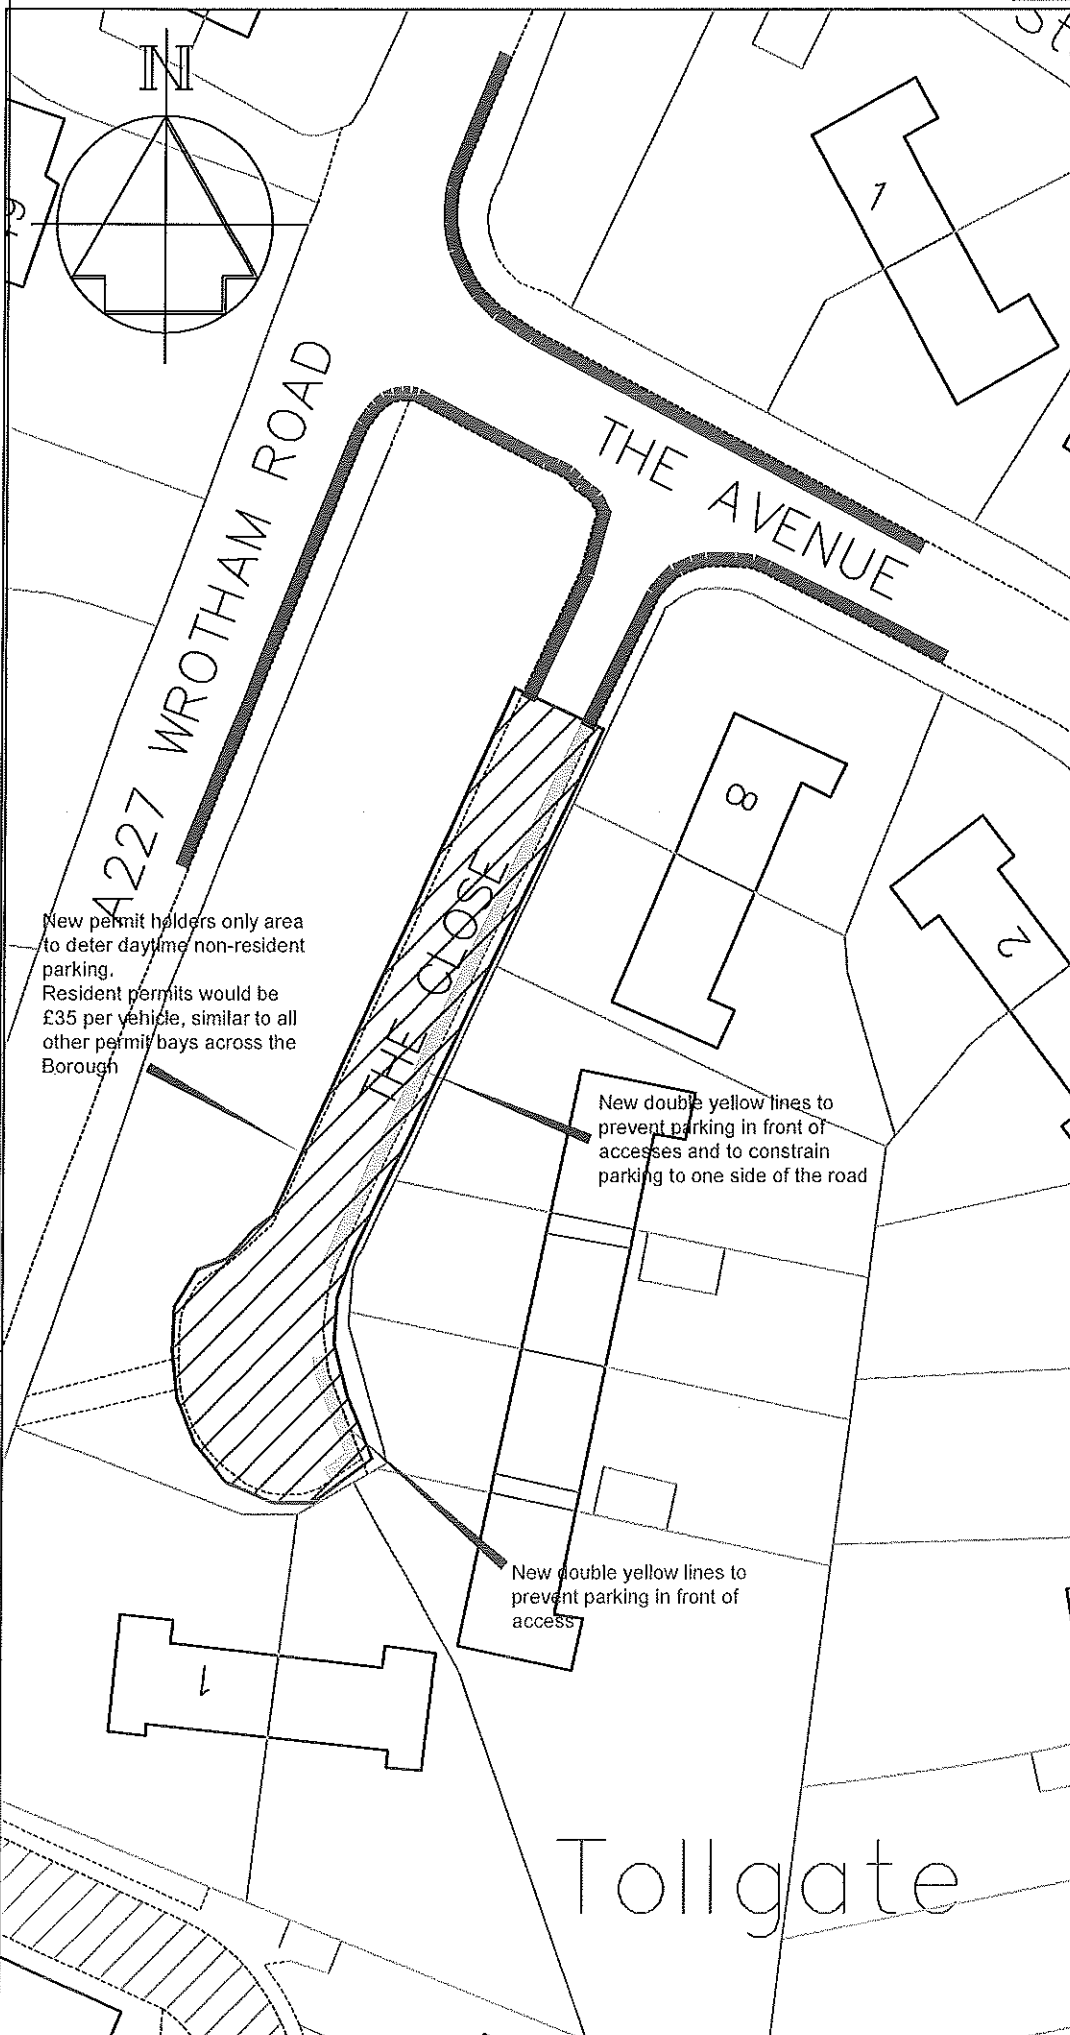 St
N
1
61
A227 WROTHAM ROAD
THE AVENUE
8
2
THE CLOSE
New permit holders only area
to deter daytime non-resident
parking.
Resident permits would be
£35 per vehicle, similar to all
other permit bays across the
Borough
New double yellow lines to
prevent parking in front of
accesses and to constrain
parking to one side of the road
New double yellow lines to
prevent parking in front of
access
1
Tollgate